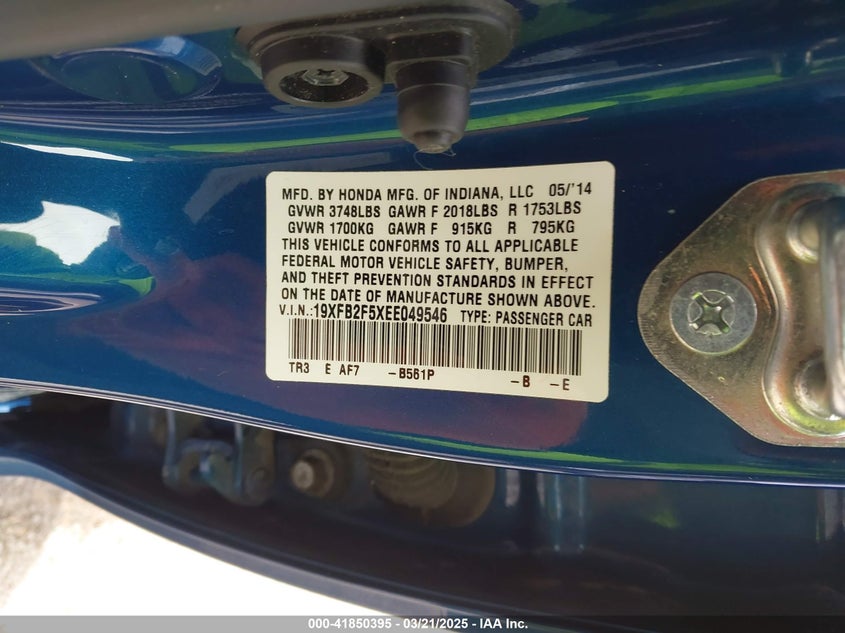 MFD. BY HONDA MFG. OF INDIANA, LLC 05/'14
GVWR 3748LBS GAWR F 2018LBS R 1753LBS
GVWR 1700KG GAWR F 915KG R 795KG
THIS VEHICLE CONFORMS TO ALL APPLICABLE
FEDERAL MOTOR VEHICLE SAFETY, BUMPER,
AND THEFT PREVENTION STANDARDS IN EFFECT
ON THE DATE OF MANUFACTURE SHOWN ABOVE.
V.I.N.:19XFB2F5XEE049546 TYPE: PASSENGER CAR
TR3 E AF7 -B561P -B -E
000-41850395 - 03/21/2025 - IAA Inc.